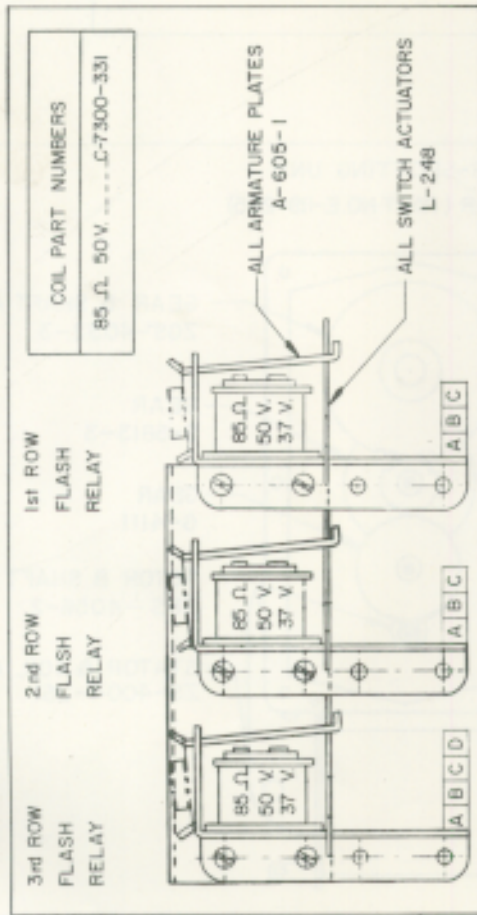 3rd ROW
FLASH
RELAY
2nd ROW
FLASH
RELAY
1st ROW
FLASH
RELAY
COIL PART NUMBERS
85 Ω 50V. ..... C-7300-331
85 Ω
50 V.
37 V.
85 Ω
50 V.
37 V.
85 Ω
50 V.
37 V.
ALL ARMATURE PLATES
A-605-1
ALL SWITCH ACTUATORS
L-248
A B C D
A B C
A B C